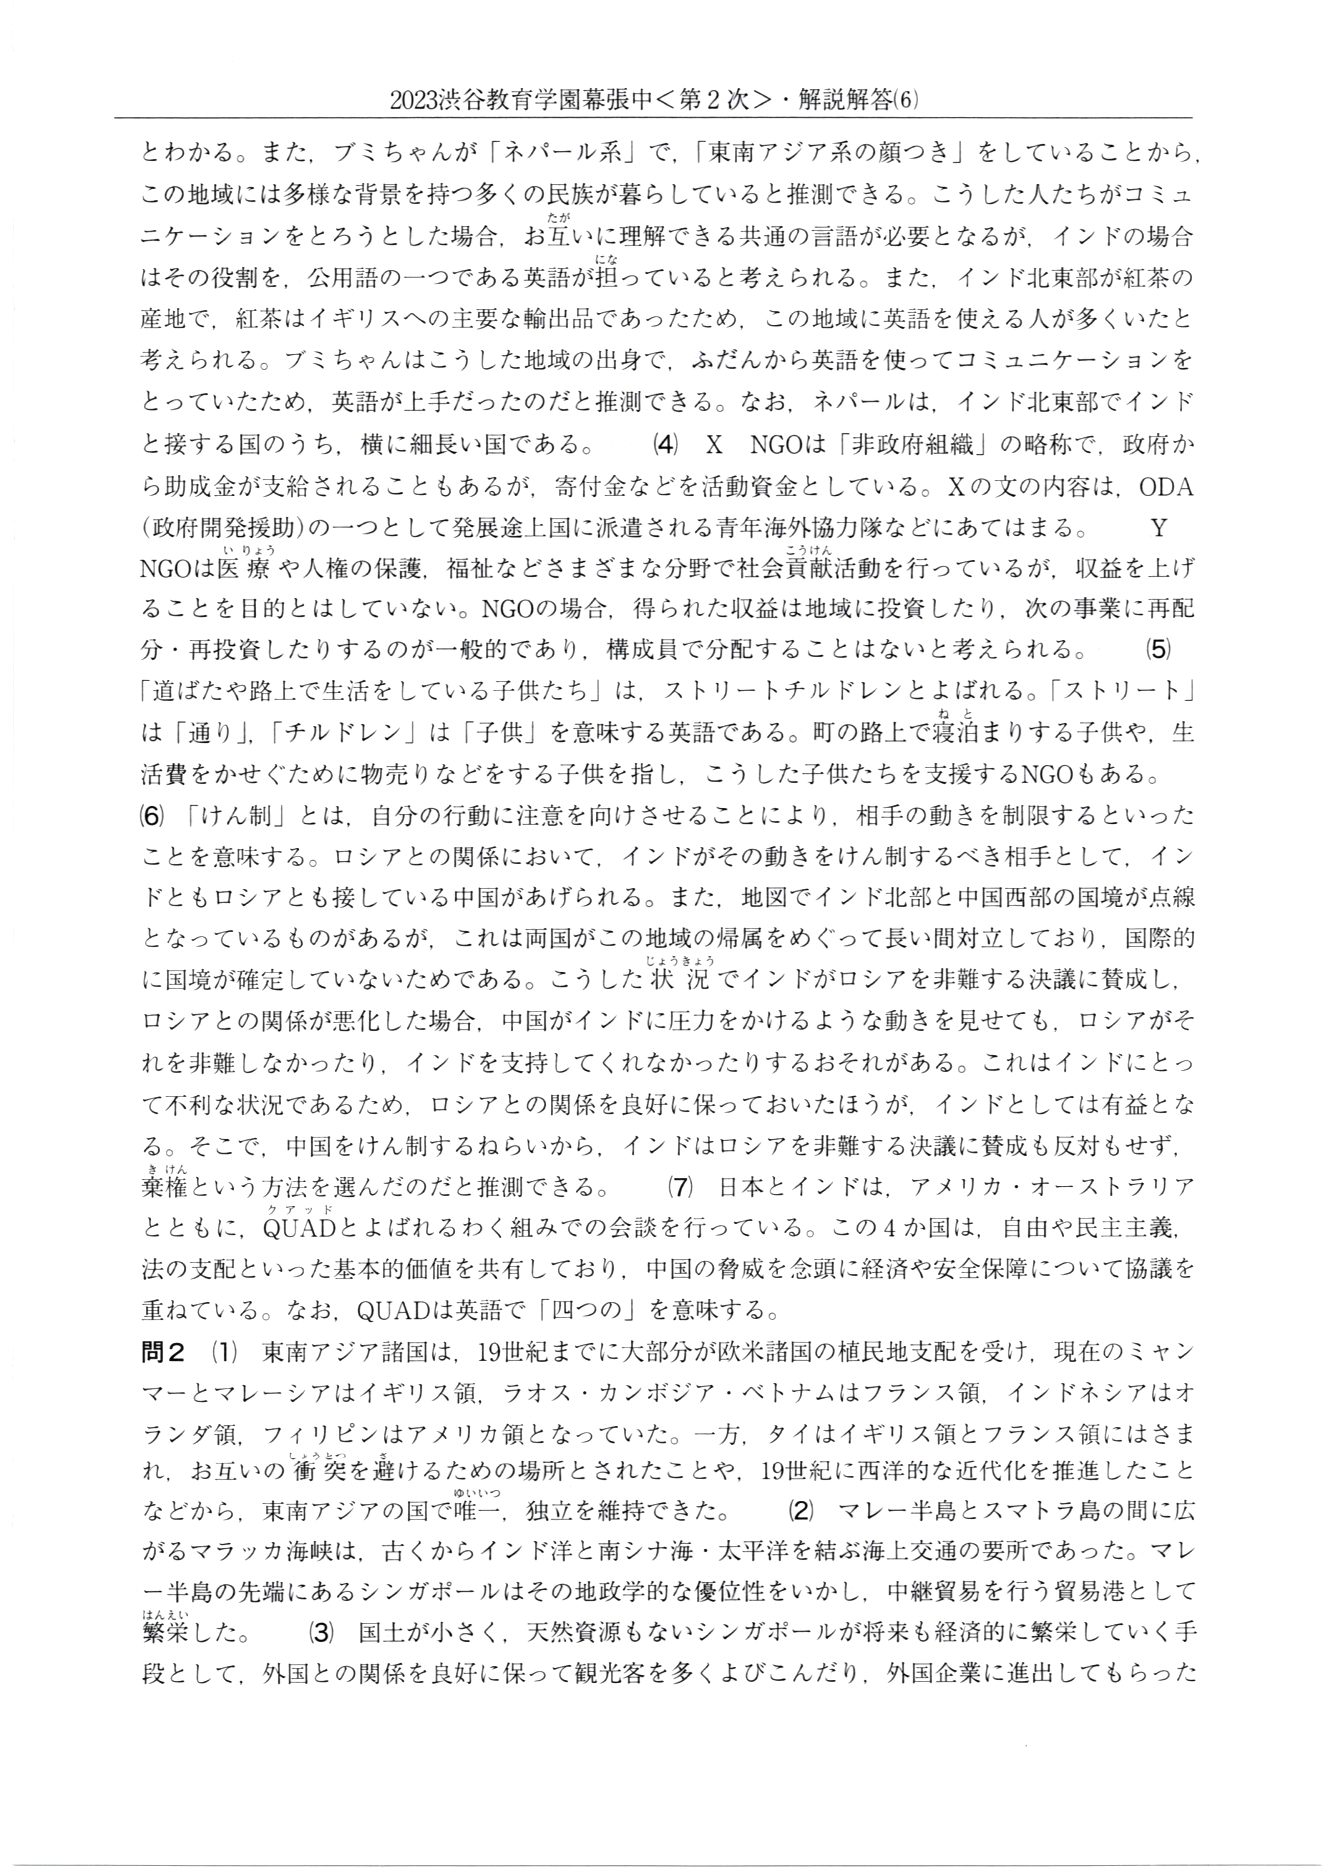 2023渋谷教育学園幕張中＜第２次＞・解説解答(6)
とわかる。また，ブミちゃんが「ネパール系」で，「東南アジア系の顔つき」をしていることから，
この地域には多様な背景を持つ多くの民族が暮らしていると推測できる。こうした人たちがコミュ
たが
ニケーションをとろうとした場合，お互いに理解できる共通の言語が必要となるが，インドの場合
にな
はその役割を，公用語の一つである英語が担っていると考えられる。また，インド北東部が紅茶の
産地で，紅茶はイギリスへの主要な輸出品であったため，この地域に英語を使える人が多くいたと
考えられる。ブミちゃんはこうした地域の出身で，ふだんから英語を使ってコミュニケーションを
とっていたため，英語が上手だったのだと推測できる。なお，ネパールは，インド北東部でインド
と接する国のうち，横に細長い国である。　(4)　X　NGOは「非政府組織」の略称で，政府か
ら助成金が支給されることもあるが，寄付金などを活動資金としている。Xの文の内容は，ODA
(政府開発援助)の一つとして発展途上国に派遣される青年海外協力隊などにあてはまる。　Y
いりょう　こうけん
NGOは医療や人権の保護，福祉などさまざまな分野で社会貢献活動を行っているが，収益を上げ
ることを目的とはしていない。NGOの場合，得られた収益は地域に投資したり，次の事業に再配
分・再投資したりするのが一般的であり，構成員で分配することはないと考えられる。　(5)
「道ばたや路上で生活をしている子供たち」は，ストリートチルドレンとよばれる。「ストリート」
ねと
は「通り」，「チルドレン」は「子供」を意味する英語である。町の路上で寝泊まりする子供や，生
活費をかせぐために物売りなどをする子供を指し，こうした子供たちを支援するNGOもある。
(6)　「けん制」とは，自分の行動に注意を向けさせることにより，相手の動きを制限するといった
ことを意味する。ロシアとの関係において，インドがその動きをけん制するべき相手として，イン
ドともロシアとも接している中国があげられる。また，地図でインド北部と中国西部の国境が点線
となっているものがあるが，これは両国がこの地域の帰属をめぐって長い間対立しており，国際的
じょうきょう
に国境が確定していないためである。こうした状況でインドがロシアを非難する決議に賛成し，
ロシアとの関係が悪化した場合，中国がインドに圧力をかけるような動きを見せても，ロシアがそ
れを非難しなかったり，インドを支持してくれなかったりするおそれがある。これはインドにとっ
て不利な状況であるため，ロシアとの関係を良好に保っておいたほうが，インドとしては有益とな
る。そこで，中国をけん制するねらいから，インドはロシアを非難する決議に賛成も反対もせず，
きけん
棄権という方法を選んだのだと推測できる。　(7)　日本とインドは，アメリカ・オーストラリア
クアッド
とともに，QUADとよばれるわく組みでの会談を行っている。この４か国は，自由や民主主義，
法の支配といった基本的価値を共有しており，中国の脅威を念頭に経済や安全保障について協議を
重ねている。なお，QUADは英語で「四つの」を意味する。
問２　(1)　東南アジア諸国は，19世紀までに大部分が欧米諸国の植民地支配を受け，現在のミャン
マーとマレーシアはイギリス領，ラオス・カンボジア・ベトナムはフランス領，インドネシアはオ
ランダ領，フィリピンはアメリカ領となっていた。一方，タイはイギリス領とフランス領にはさま
しょうとつ　さ
れ，お互いの衝突を避けるための場所とされたことや，19世紀に西洋的な近代化を推進したこと
ゆいいつ
などから，東南アジアの国で唯一，独立を維持できた。　(2)　マレー半島とスマトラ島の間に広
がるマラッカ海峡は，古くからインド洋と南シナ海・太平洋を結ぶ海上交通の要所であった。マレ
ー半島の先端にあるシンガポールはその地政学的な優位性をいかし，中継貿易を行う貿易港として
はんえい
繁栄した。　(3)　国土が小さく，天然資源もないシンガポールが将来も経済的に繁栄していく手
段として，外国との関係を良好に保って観光客を多くよびこんだり，外国企業に進出してもらった